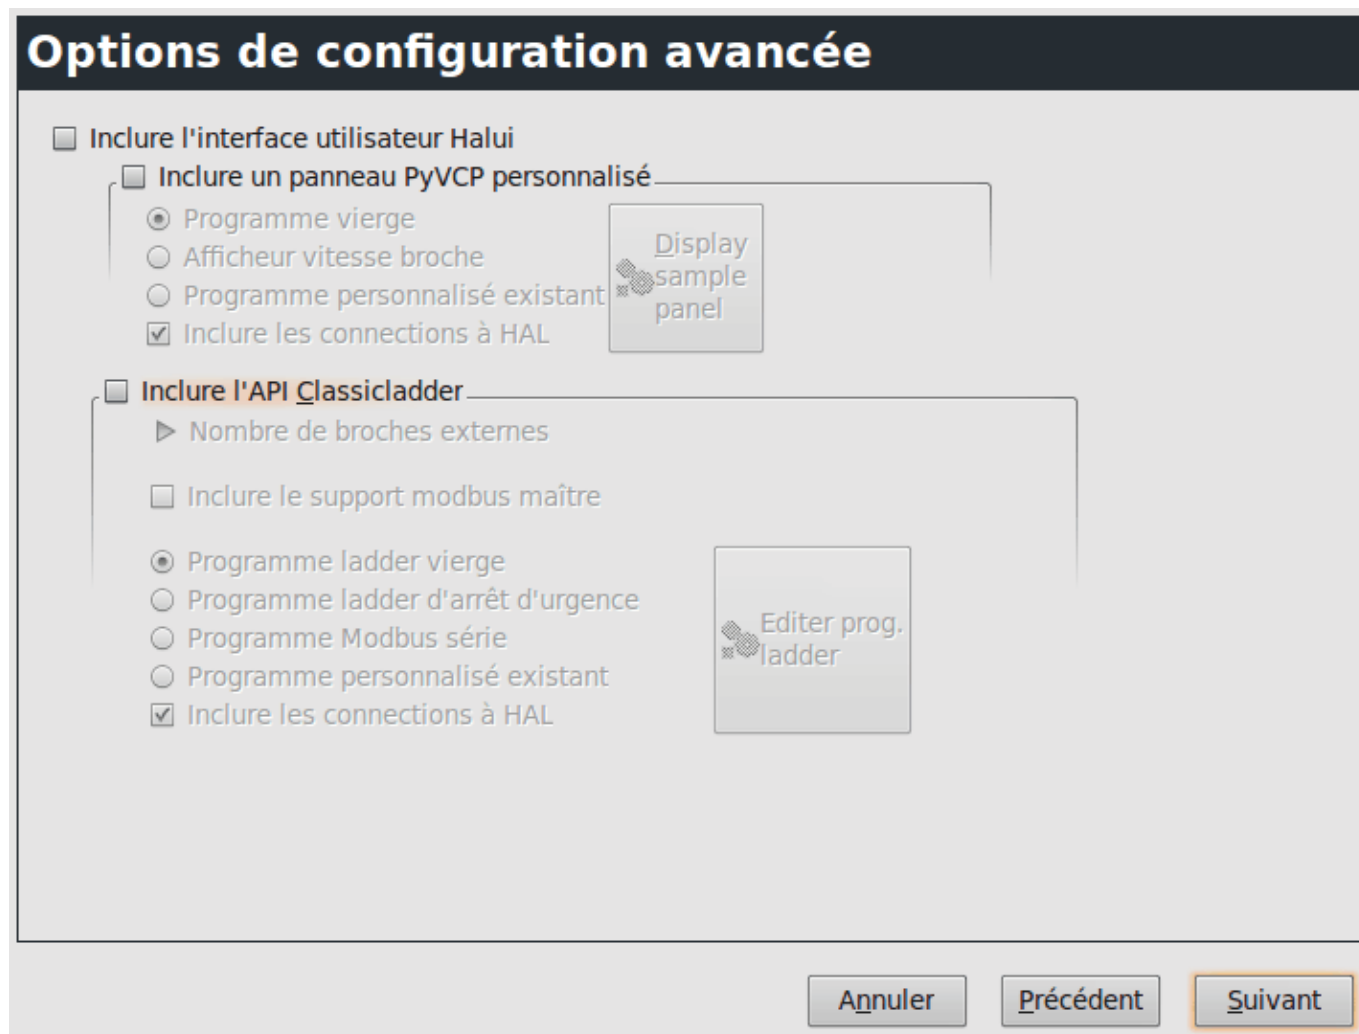 Options de configuration avancée
Inclure l'interface utilisateur Halui
Inclure un panneau PyVCP personnalisé
Programme vierge
Afficheur vitesse broche
Programme personnalisé existant
Inclure les connections à HAL
Display
sample
panel
Inclure l'API Classicladder
Nombre de broches externes
Inclure le support modbus maître
Programme ladder vierge
Programme ladder d'arrêt d'urgence
Programme Modbus série
Programme personnalisé existant
Inclure les connections à HAL
Editer prog.
ladder
Annuler
Précédent
Suivant